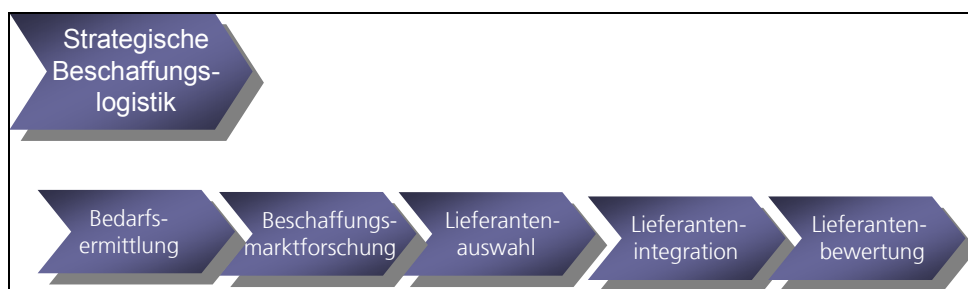 Strategische
Beschaffungs-
logistik
Bedarfs-
ermittlung
Beschaffungs-
marktforschung
Lieferanten-
auswahl
Lieferanten-
integration
Lieferanten-
bewertung